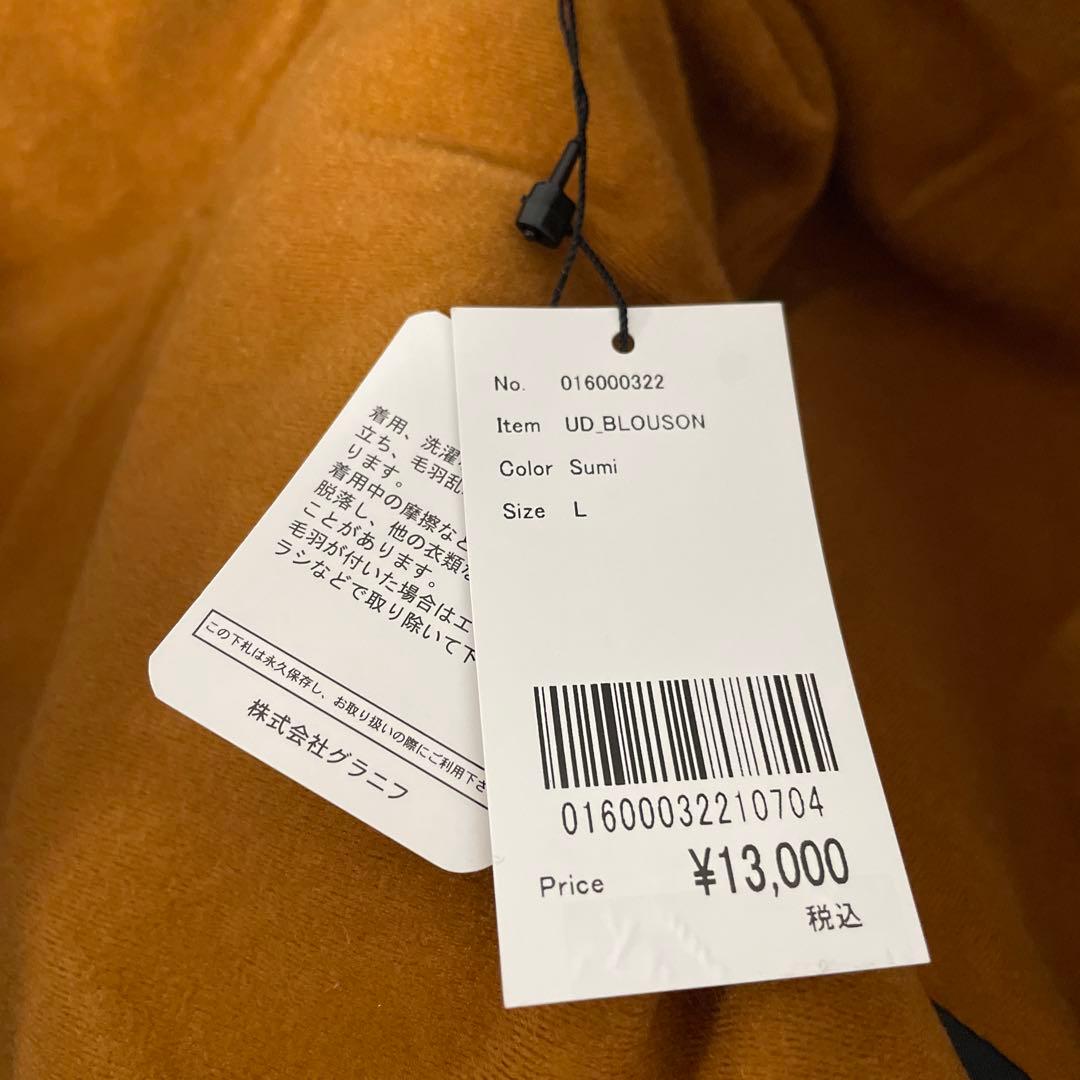 No. 016000322
Item UD_BLOUSON
Color Sumi
Size L
01600032210704
Price ¥13,000
税込
着用、洗濯
立ち、毛羽乱
ります。
着用中の摩擦など
脱落し、他の衣類
ことがあります。
毛羽が付いた場合はエ
ラシなどで取り除いて下
この下札は永久保存し、お取り扱いの際にご利用下さ
株式会社グラニフ